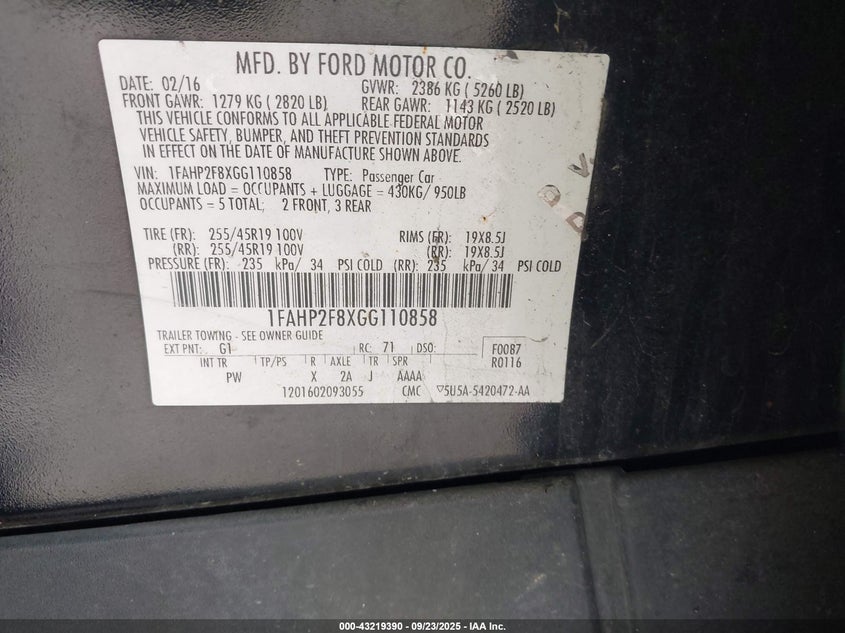 MFD. BY FORD MOTOR CO.
DATE: 02/16 GVWR: 2386 KG ( 5260 LB)
FRONT GAWR: 1279 KG ( 2820 LB) REAR GAWR: 1143 KG ( 2520 LB)
THIS VEHICLE CONFORMS TO ALL APPLICABLE FEDERAL MOTOR
VEHICLE SAFETY, BUMPER, AND THEFT PREVENTION STANDARDS
IN EFFECT ON THE DATE OF MANUFACTURE SHOWN ABOVE.
VIN: 1FAHP2F8XGG110858 TYPE: Passenger Car
MAXIMUM LOAD = OCCUPANTS + LUGGAGE = 430KG/ 950LB
OCCUPANTS = 5 TOTAL, 2 FRONT, 3 REAR
TIRE (FR): 255/45R19 100V RIMS (FR): 19X8.5J
(RR): 255/45R19 100V (RR): 19X8.5J
PRESSURE (FR): 235 kPa/ 34 PSI COLD (RR): 235 kPa/ 34 PSI COLD
1FAHP2F8XGG110858
TRAILER TOWING - SEE OWNER GUIDE
EXT PNT: G1 RC: 71 DSO: F0087
INT TR TP/PS R AXLE TR SPR R0116
PW X 2A J AAAA
1201602093055 CMC ▽5U5A-5420472-AA
000-43219390 - 09/23/2025 - IAA Inc.